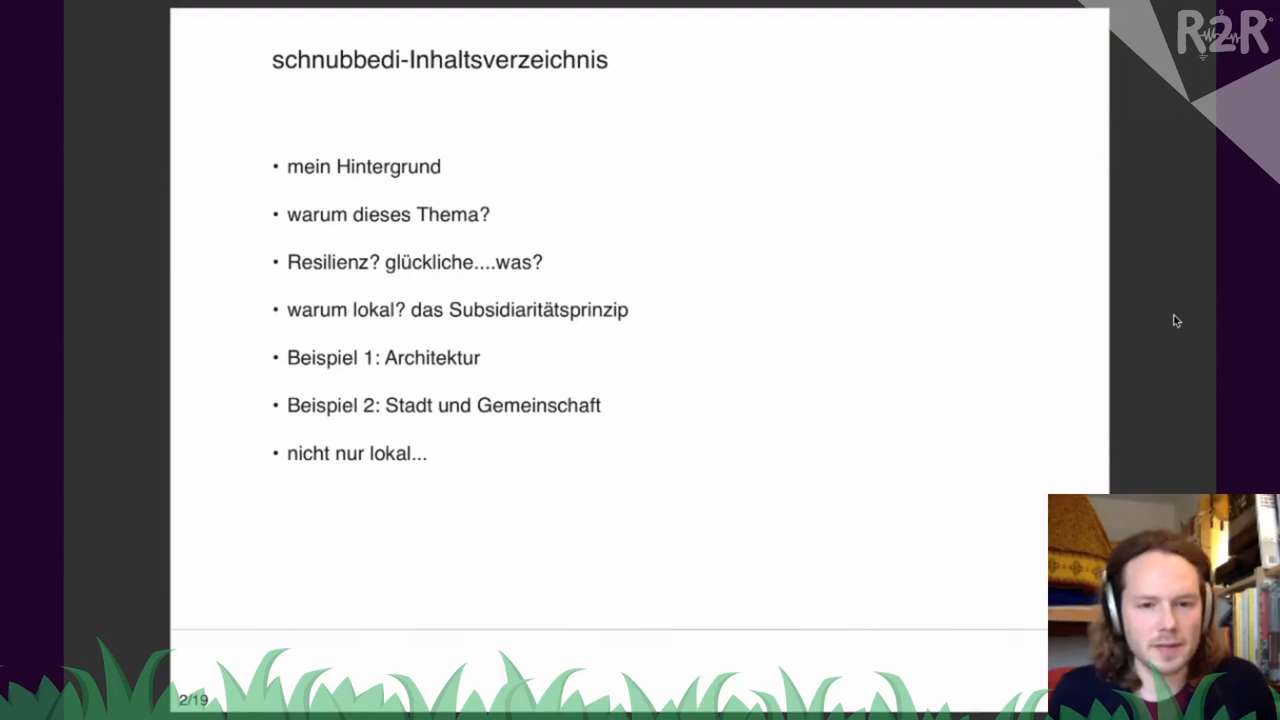 R2R
schnubbedi-Inhaltsverzeichnis
• mein Hintergrund
• warum dieses Thema?
• Resilienz? glückliche....was?
• warum lokal? das Subsidiaritätsprinzip
• Beispiel 1: Architektur
• Beispiel 2: Stadt und Gemeinschaft
• nicht nur lokal...
2/19